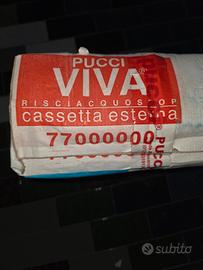 PUCCI
VIVA®
RISCIACQUO STOP
cassetta esterna
77000000
PUCCI
subito